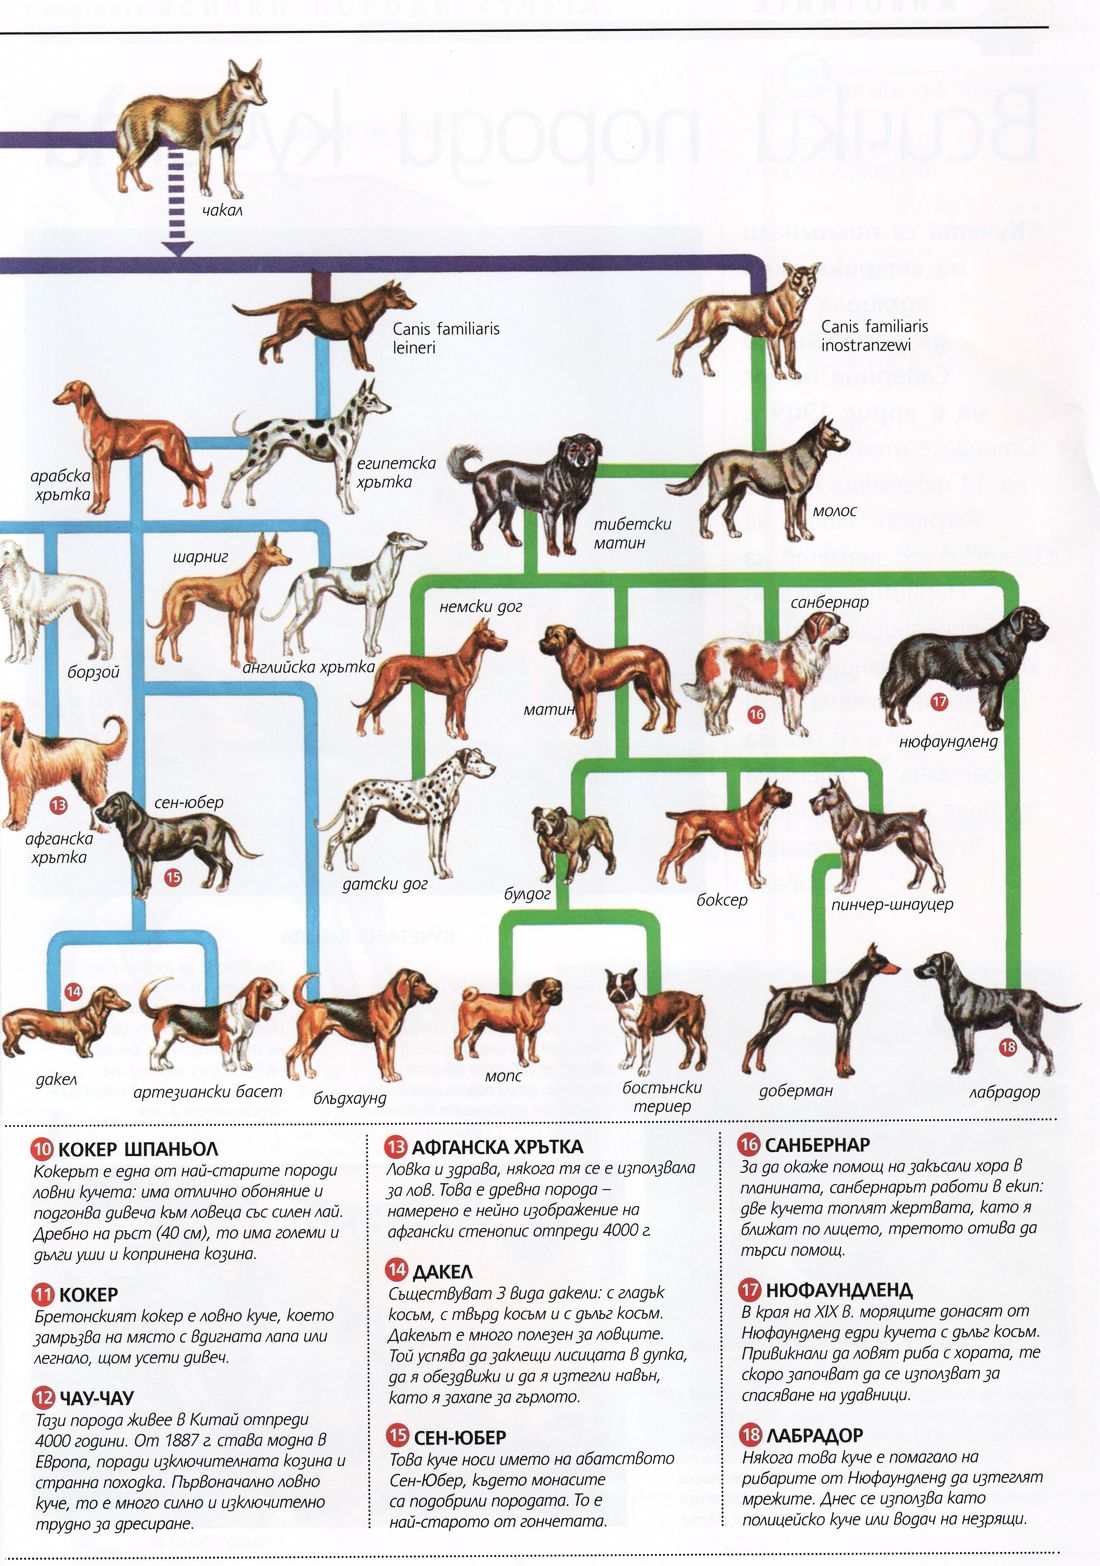 чакал
Canis familiaris
leineri
Canis familiaris
inostranzewi
арабска
хрътка
египетска
хрътка
тибетски
матин
молос
шарниг
борзой
английска хрътка
немски дог
матин
санбернар
16
17
нюфаундленд
13
афганска
хрътка
сен-юбер
15
датски дог
булдог
боксер
пинчер-шнауцер
14
дакел
артезиански басет
бльдхаунд
мопс
бостънски
териер
доберман
18
лабрадор
10 КОКЕР ШПАНЬОЛ
Кокерът е една от най-старите породи
ловни кучета: има отлично обоняние и
подгонва дивеча към ловеца със силен лай.
Дребно на ръст (40 см), то има големи и
дълги уши и копринена козина.
11 КОКЕР
Бретонският кокер е ловно куче, което
замръзва на място с вдигната лапа или
легнало, щом усети дивеч.
12 ЧАУ-ЧАУ
Тази порода живее в Китай отпреди
4000 години. От 1887 г. става модна в
Европа, поради изключителната козина и
странна походка. Първоначално ловно
куче, то е много силно и изключително
трудно за дресиране.
13 АФГАНСКА ХРЪТКА
Ловка и здрава, някога тя се е използвала
за лов. Това е древна порода –
намерено е нейно изображение на
афгански стенопис отпреди 4000 г.
14 ДАКЕЛ
Съществуват 3 вида дакели: с гладък
косъм, с твърд косъм и с дълъг косъм.
Дакелът е много полезен за ловците.
Той успява да заклещи лисицата в дупка,
да я обездвижи и да я изтегли навън,
като я захапе за гърлото.
15 СЕН-ЮБЕР
Това куче носи името на абатството
Сен-Юбер, където монасите
са подобрили породата. То е
най-старото от гончетата.
16 САНБЕРНАР
За да окаже помощ на закъсали хора в
планината, санбернарът работи в екип:
две кучета топлят жертвата, като я
ближат по лицето, третото отива да
търси помощ.
17 НЮФАУНДЛЕНД
В края на XIX в. моряците донасят от
Нюфаундленд едри кучета с дълъг косъм.
Привикнали да ловят риба с хората, те
скоро започват да се използват за
спасяване на удавници.
18 ЛАБРАДОР
Някога това куче е помагало на
рибарите от Нюфаундленд да изтеглят
мрежите. Днес се използва като
полицейско куче или водач на незрящи.